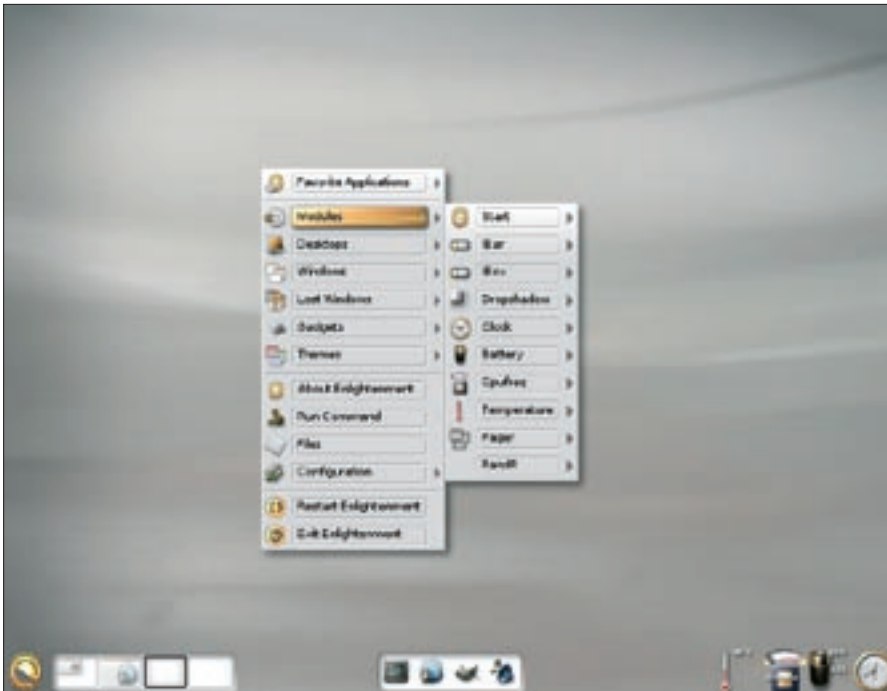 Favorite Applications
Modules
Desktops
Windows
Lost Windows
Gadgets
Themes
About Enlightenment
Run Command
Files
Configuration
Restart Enlightenment
Exit Enlightenment
Start
Bar
Box
Dropshadow
Clock
Battery
Cpufreq
Temperature
Pager
RandR